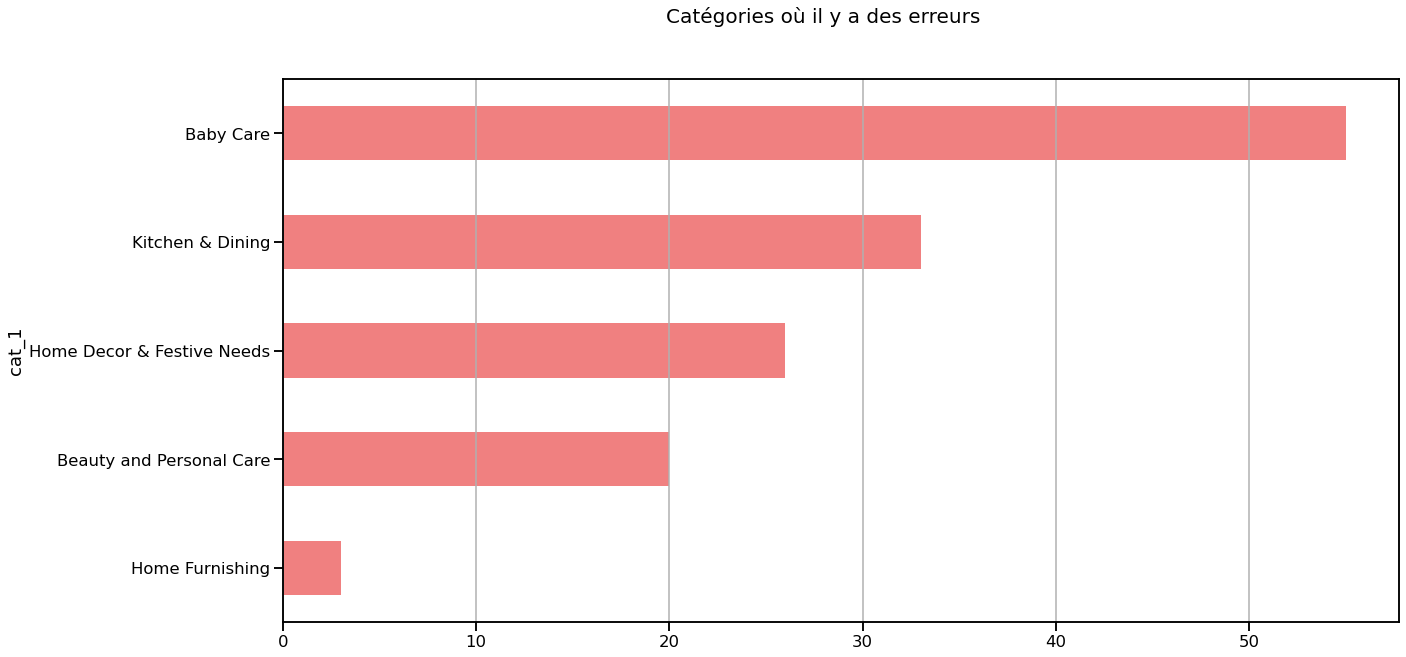 Catégories où il y a des erreurs
cat_1
Baby Care
Kitchen & Dining
Home Decor & Festive Needs
Beauty and Personal Care
Home Furnishing
0 10 20 30 40 50